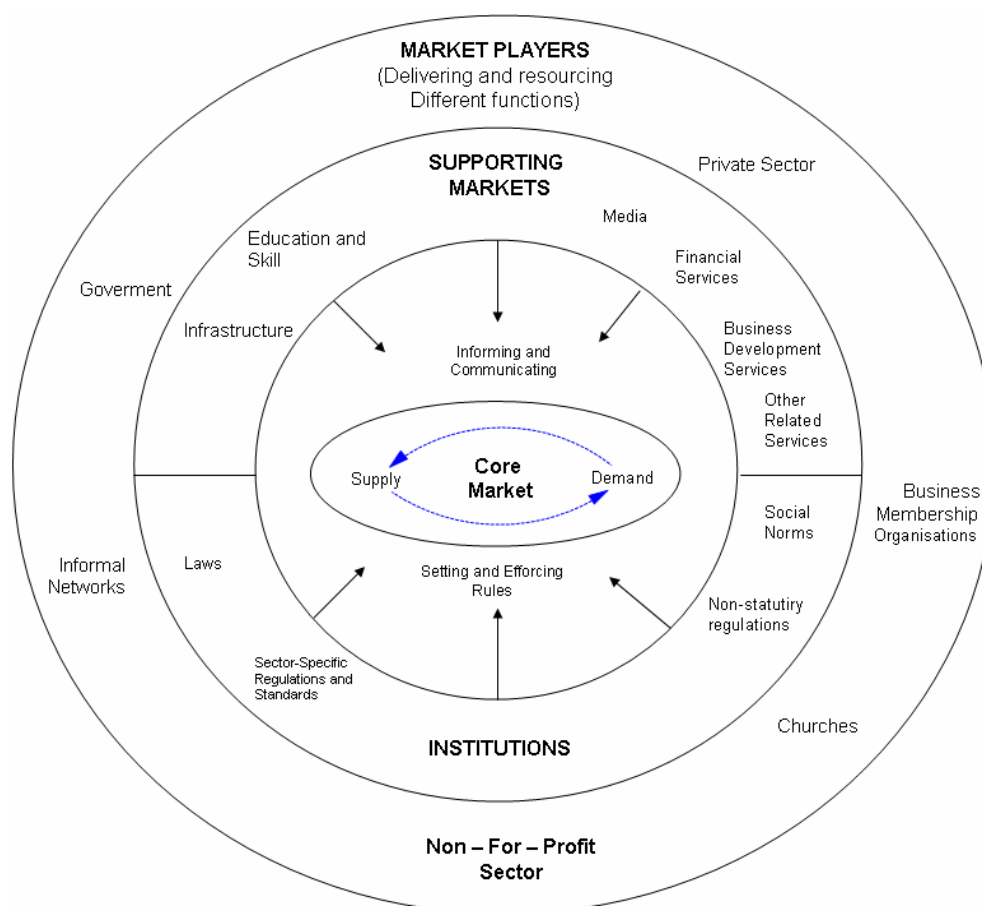 MARKET PLAYERS
(Delivering and resourcing
Different functions)
Private Sector
SUPPORTING
MARKETS
Media
Education and
Skill
Financial
Services
Goverment
Infrastructure
Business
Development
Services
Informing and
Communicating
Other
Related
Services
Core
Market
Supply
Demand
Business
Membership
Organisations
Social
Norms
Informal
Networks
Laws
Setting and Efforcing
Rules
Non-statutiry
regulations
Sector-Specific
Regulations and
Standards
Churches
INSTITUTIONS
Non – For – Profit
Sector